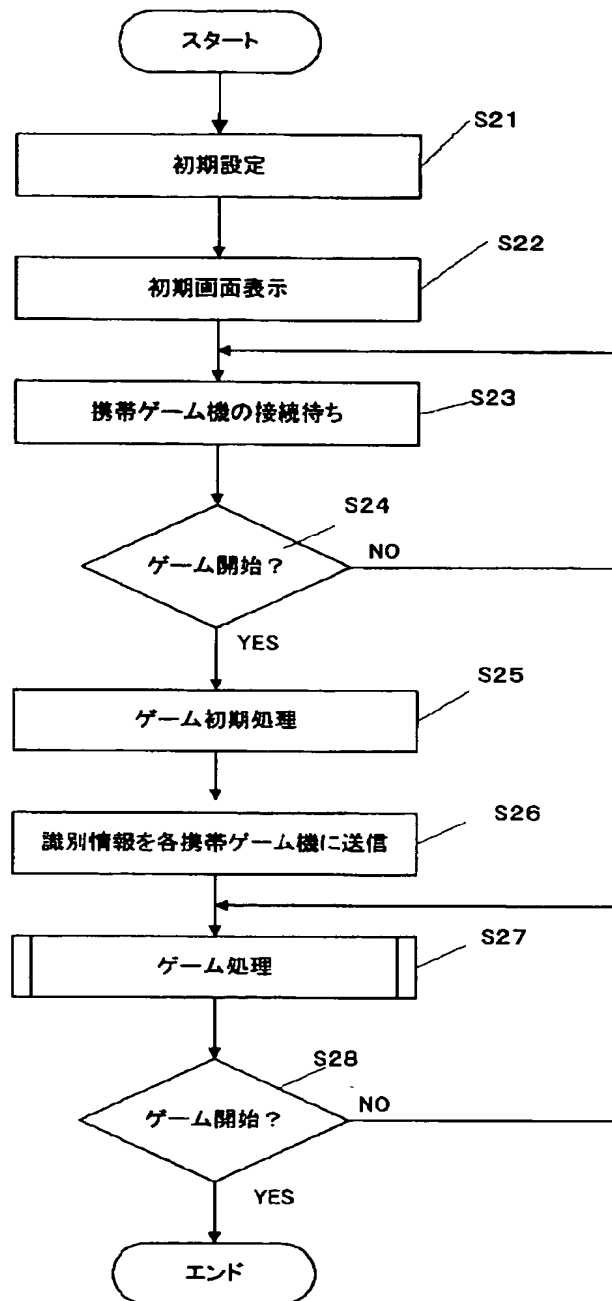 スタート
S21
初期設定
S22
初期画面表示
S23
携帯ゲーム機の接続待ち
S24
ゲーム開始？
NO
YES
S25
ゲーム初期処理
S26
識別情報を各携帯ゲーム機に送信
S27
ゲーム処理
S28
ゲーム開始？
NO
YES
エンド